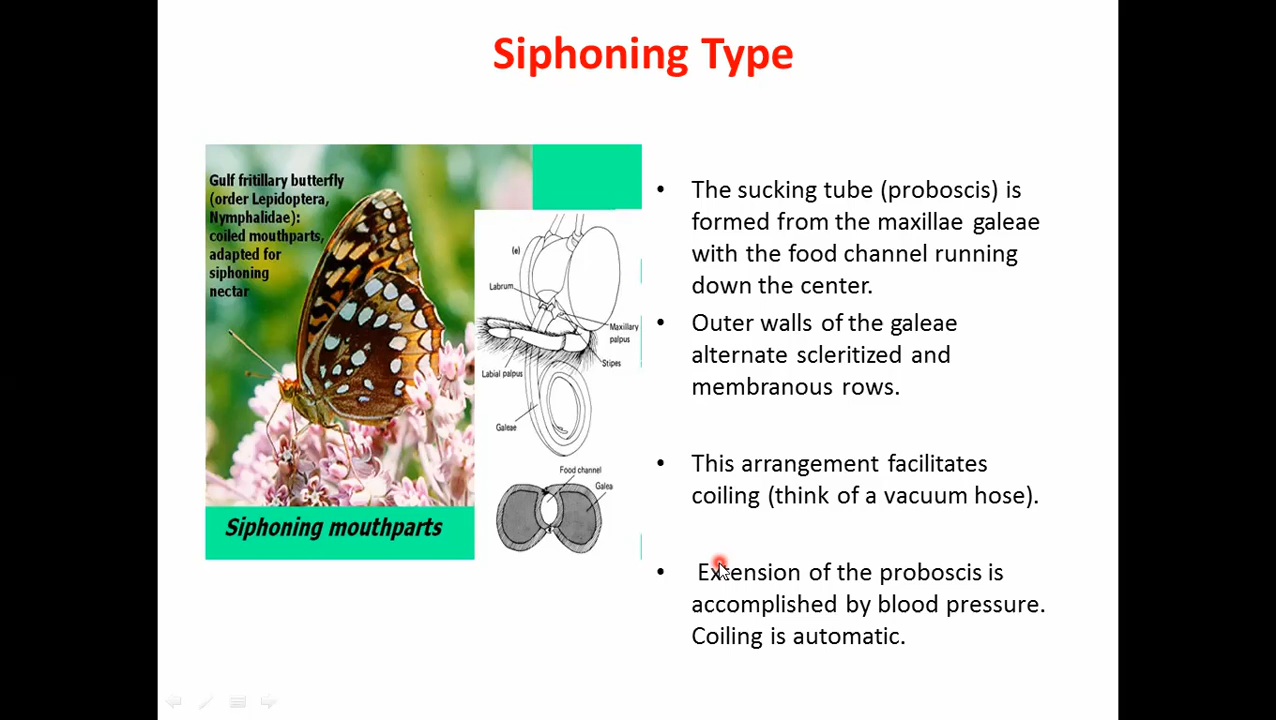 Siphoning Type
Gulf fritillary butterfly
(order Lepidoptera,
Nymphalidae):
coiled mouthparts,
adapted for
siphoning
nectar
(e)
Labrum
Maxillary
palpus
Stipes
Labial palpus
Galeae
Food channel
Galea
Siphoning mouthparts
• The sucking tube (proboscis) is
formed from the maxillae galeae
with the food channel running
down the center.
• Outer walls of the galeae
alternate scleritized and
membranous rows.
• This arrangement facilitates
coiling (think of a vacuum hose).
• Extension of the proboscis is
accomplished by blood pressure.
Coiling is automatic.